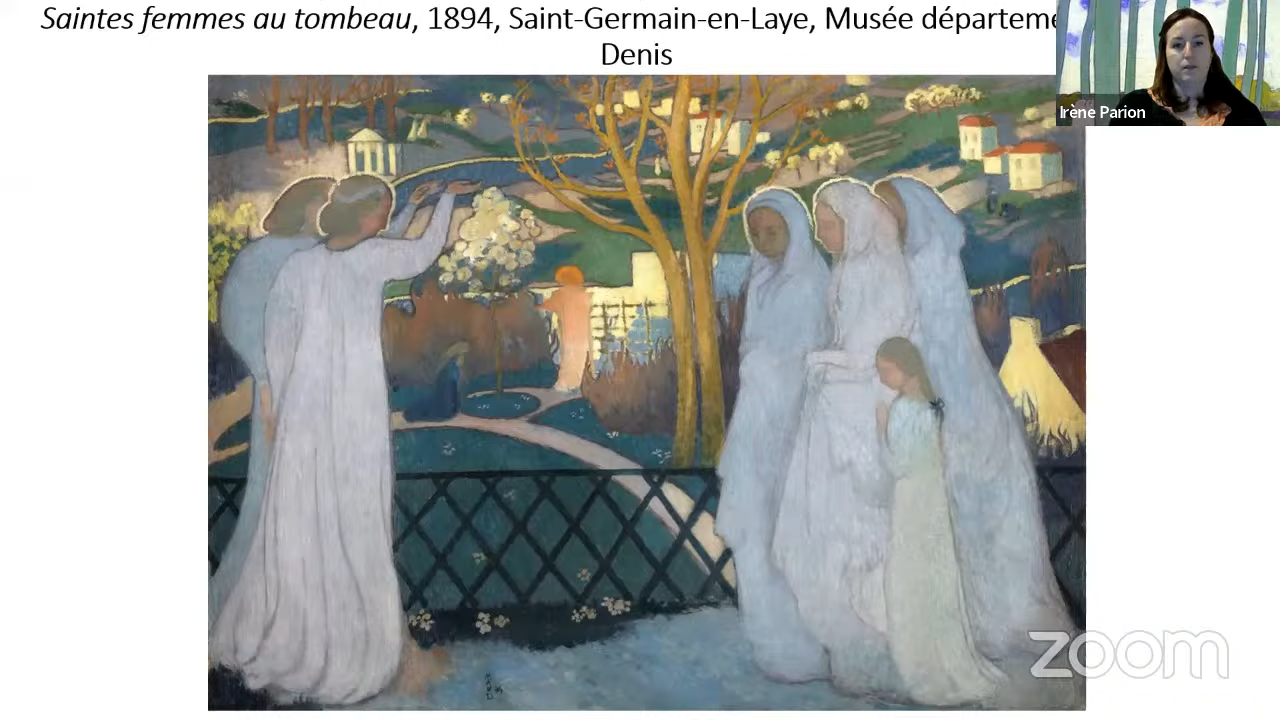 Saintes femmes au tombeau, 1894, Saint-Germain-en-Laye, Musée départeme
Denis
Irène Parion
zoom